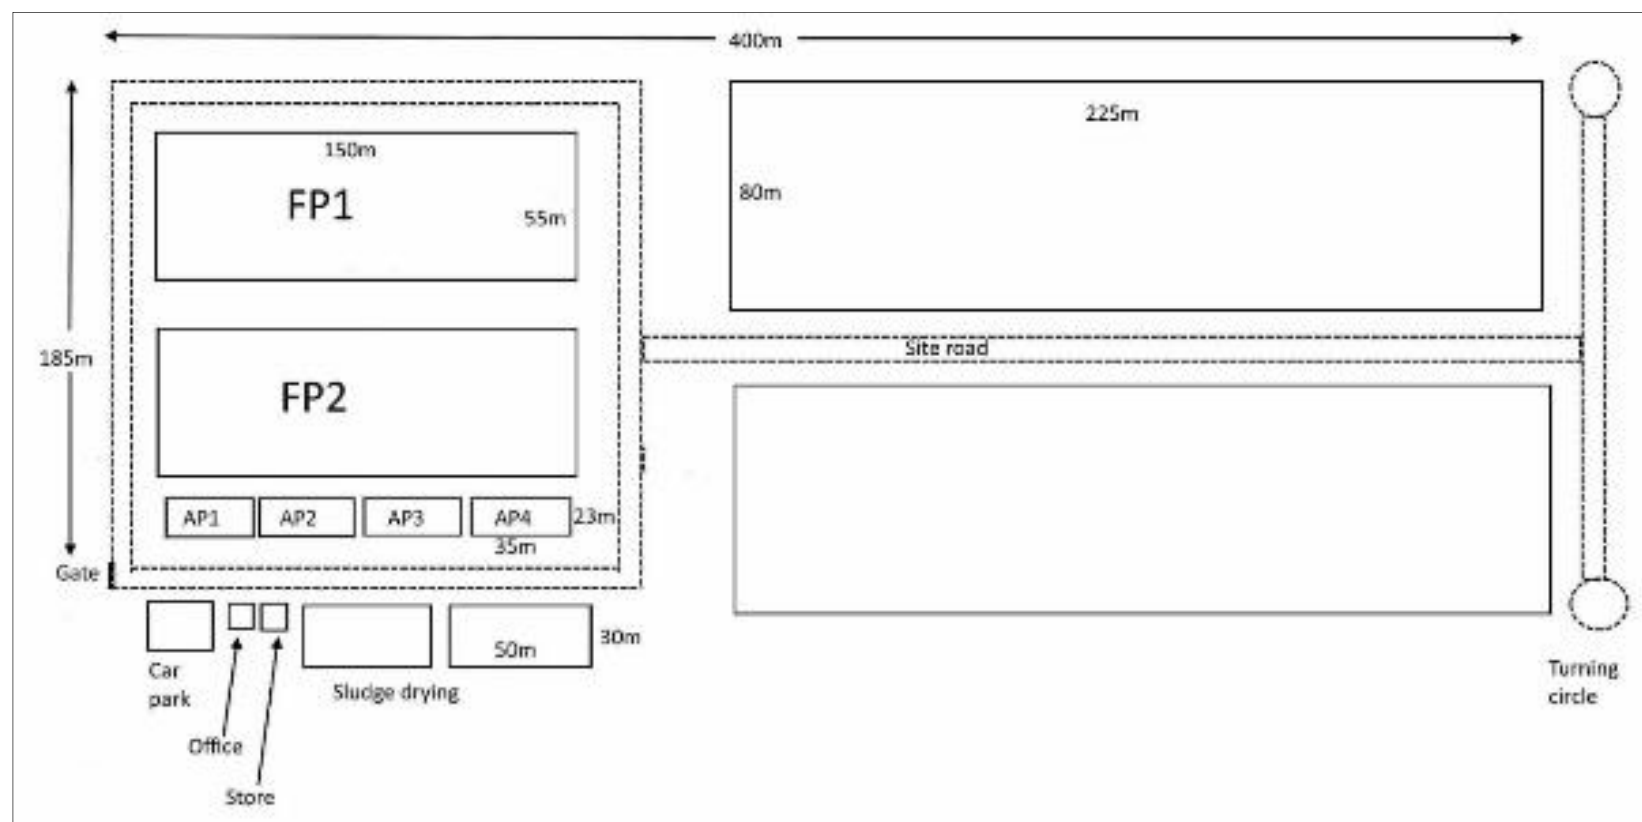 400m
225m
150m
FP1
80m
55m
185m
Site road
FP2
AP1
AP2
AP3
AP4
23m
35m
Gate
50m
30m
Car
park
Sludge drying
Turning
circle
Office
Store